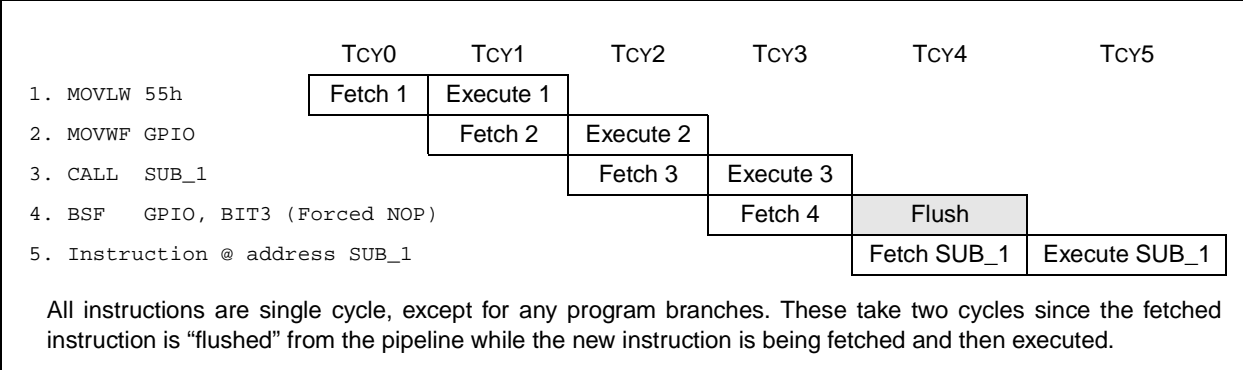 TCY0 TCY1 TCY2 TCY3 TCY4 TCY5
1. MOVLW 55h Fetch 1 Execute 1
2. MOVWF GPIO Fetch 2 Execute 2
3. CALL SUB_1 Fetch 3 Execute 3
4. BSF GPIO, BIT3 (Forced NOP) Fetch 4 Flush
5. Instruction @ address SUB_1 Fetch SUB_1 Execute SUB_1
All instructions are single cycle, except for any program branches. These take two cycles since the fetched
instruction is “flushed” from the pipeline while the new instruction is being fetched and then executed.